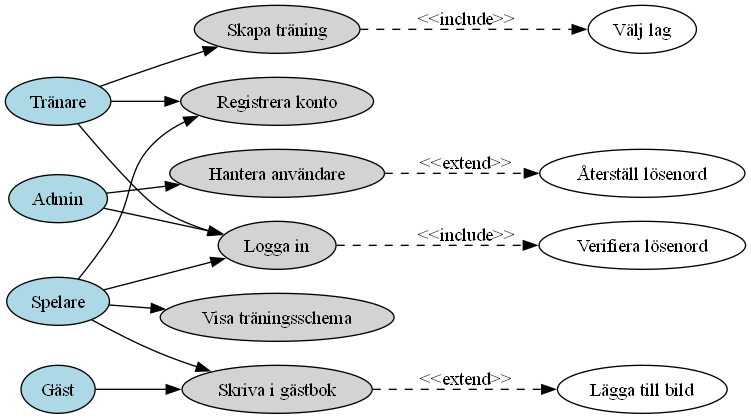 Skapa träning
<<include>>
Välj lag
Tränare
Registrera konto
Hantera användare
<<extend>>
Återställ lösenord
Admin
Logga in
<<include>>
Verifiera lösenord
Spelare
Visa träningsschema
Gäst
Skriva i gästbok
<<extend>>
Lägga till bild